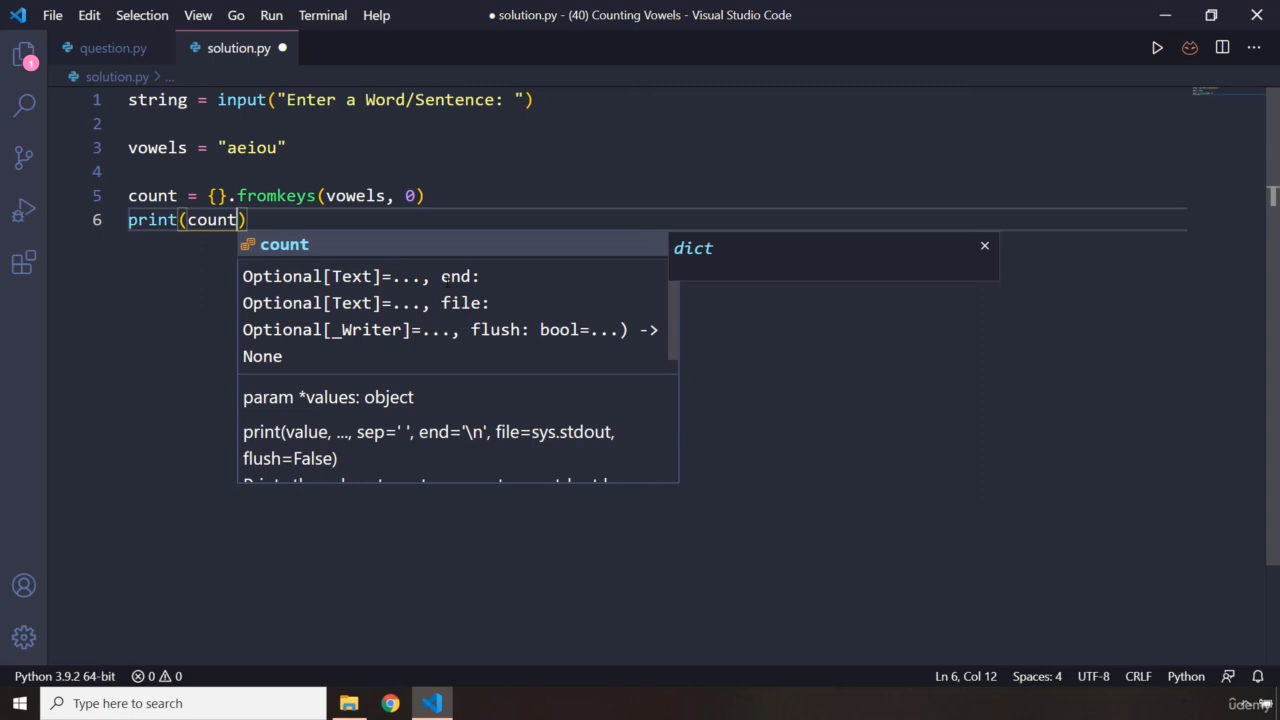 File Edit Selection View Go Run Terminal Help
● solution.py - (40) Counting Vowels - Visual Studio Code
question.py solution.py ●
solution.py > ...
1 string = input("Enter a Word/Sentence: ")
2
3 vowels = "aeiou"
4
5 count = {}.fromkeys(vowels, 0)
6 print(count)
count
dict
Optional[Text]=..., end:
Optional[Text]=..., file:
Optional[_Writer]=..., flush: bool=...) ->
None
param *values: object
print(value, ..., sep=' ', end='\n', file=sys.stdout,
flush=False)
1
Python 3.9.2 64-bit 0 0 Ln 6, Col 12 Spaces: 4 UTF-8 CRLF Python
Type here to search
udemy